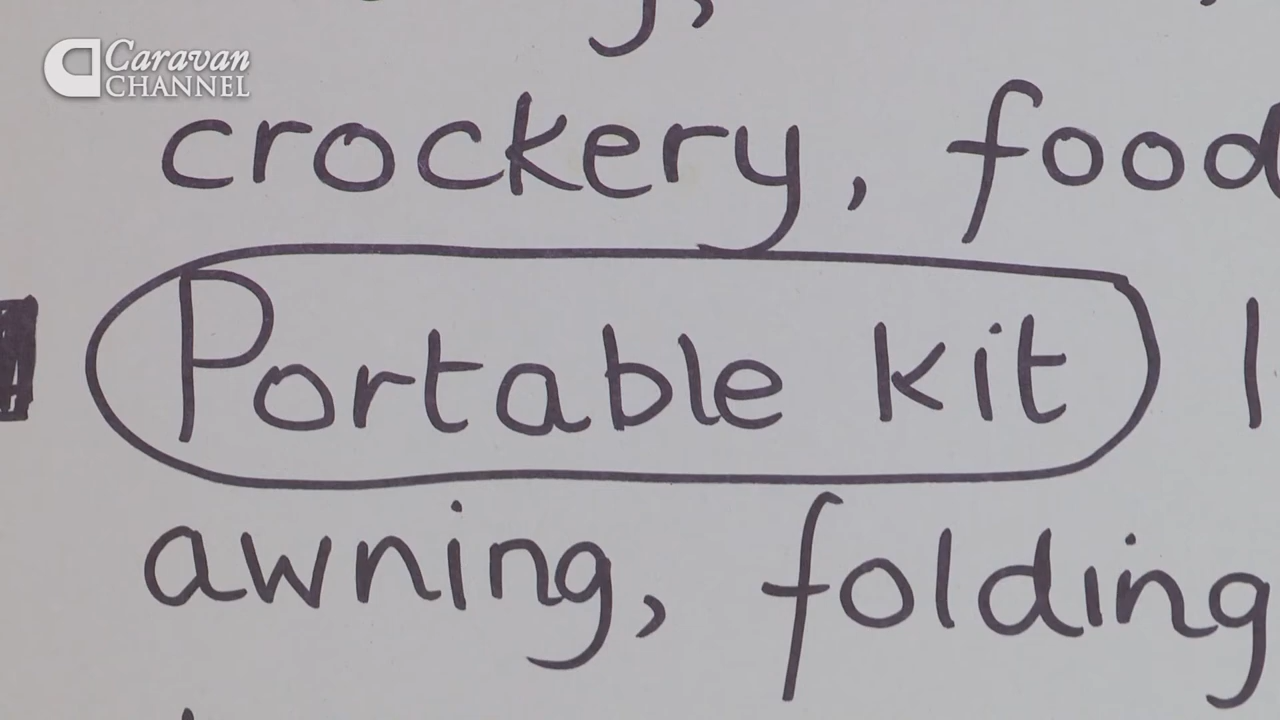 Caravan
CHANNEL
crockery, food
Portable kit
awning, folding